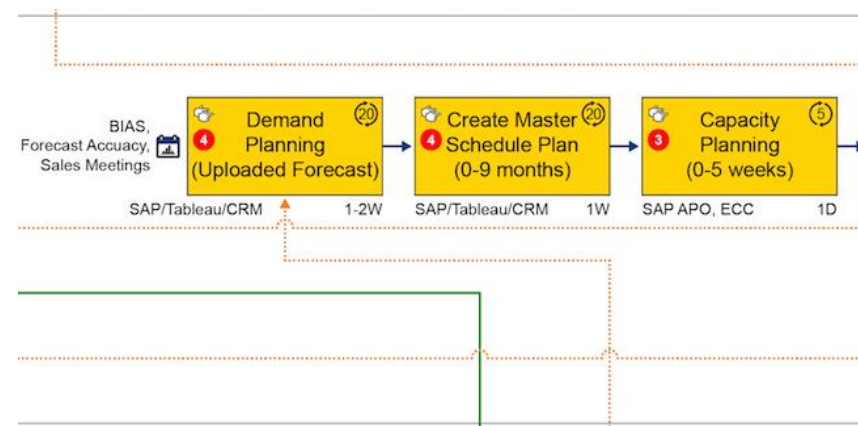 BIAS,
Forecast Accuacy,
Sales Meetings
4
20
Demand
Planning
(Uploaded Forecast)
SAP/Tableau/CRM 1-2W
4
20
Create Master
Schedule Plan
(0-9 months)
SAP/Tableau/CRM 1W
3
5
Capacity
Planning
(0-5 weeks)
SAP APO, ECC 1D